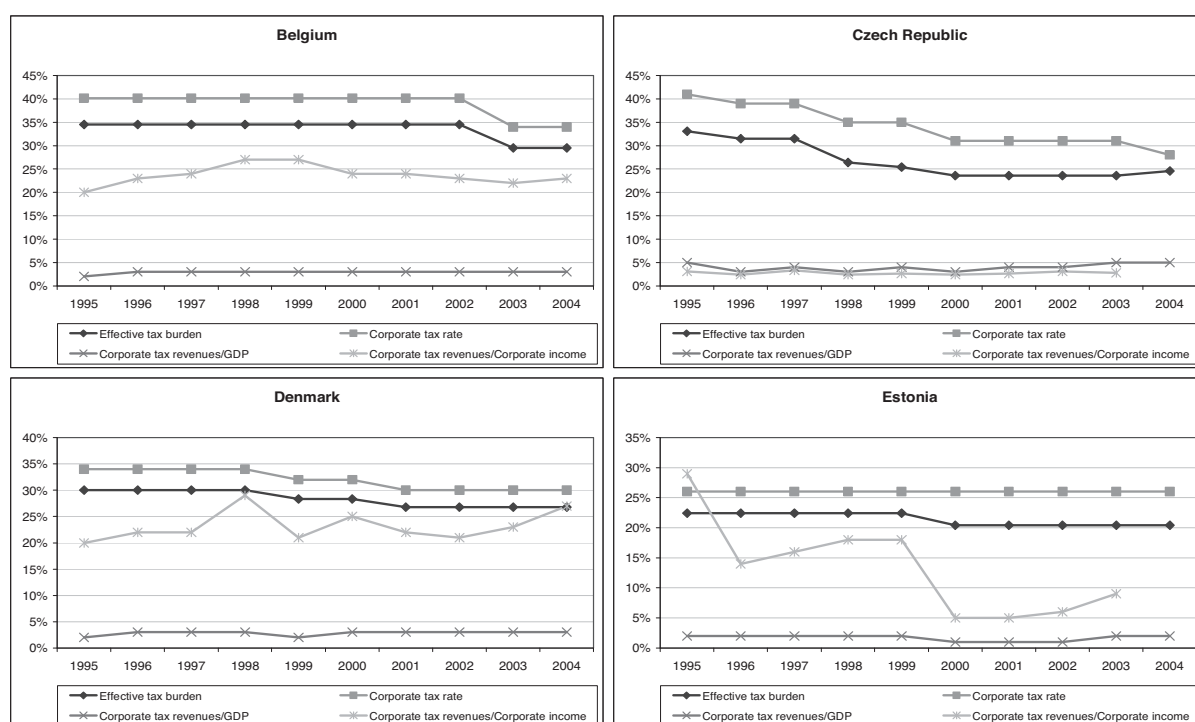 Belgium
45%
40%
35%
30%
25%
20%
15%
10%
5%
0%
1995 1996 1997 1998 1999 2000 2001 2002 2003 2004
Effective tax burden Corporate tax rate
Corporate tax revenues/GDP Corporate tax revenues/Corporate income
Czech Republic
45%
40%
35%
30%
25%
20%
15%
10%
5%
0%
1995 1996 1997 1998 1999 2000 2001 2002 2003 2004
Effective tax burden Corporate tax rate
Corporate tax revenues/GDP Corporate tax revenues/Corporate income
Denmark
40%
35%
30%
25%
20%
15%
10%
5%
0%
1995 1996 1997 1998 1999 2000 2001 2002 2003 2004
Effective tax burden Corporate tax rate
Corporate tax revenues/GDP Corporate tax revenues/Corporate income
Estonia
35%
30%
25%
20%
15%
10%
5%
0%
1995 1996 1997 1998 1999 2000 2001 2002 2003 2004
Effective tax burden Corporate tax rate
Corporate tax revenues/GDP Corporate tax revenues/Corporate income